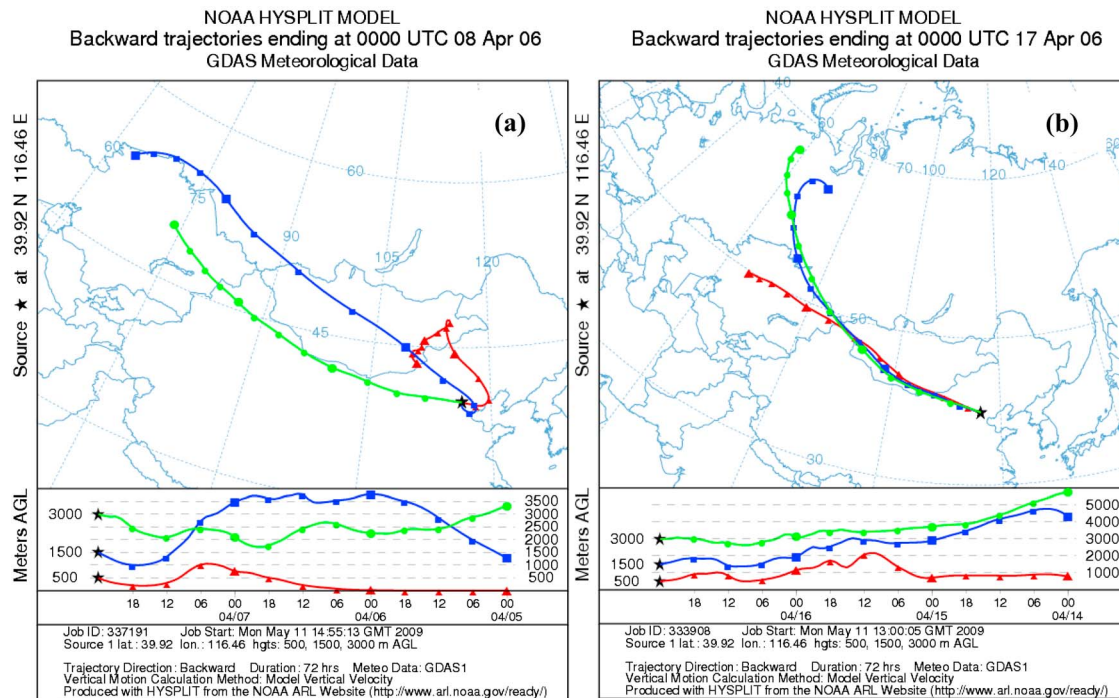 NOAA HYSPLIT MODEL
Backward trajectories ending at 0000 UTC 08 Apr 06
GDAS Meteorological Data
Source ★ at 39.92 N 116.46 E
(a)
60
75
60
90
105
120
45
Meters AGL
3000
1500
500
3500
3000
2500
2000
1500
1000
500
18 12 06 00 18 12 06 00 18 12 06 00
04/07 04/06 04/05
Job ID: 337191 Job Start: Mon May 11 14:55:13 GMT 2009
Source 1 lat.: 39.92 lon.: 116.46 hgts: 500, 1500, 3000 m AGL
Trajectory Direction: Backward Duration: 72 hrs Meteo Data: GDAS1
Vertical Motion Calculation Method: Model Vertical Velocity
Produced with HYSPLIT from the NOAA ARL Website (http://www.arl.noaa.gov/ready/)
NOAA HYSPLIT MODEL
Backward trajectories ending at 0000 UTC 17 Apr 06
GDAS Meteorological Data
Source ★ at 39.92 N 116.46 E
(b)
40
60
80
70
100
120
140
50
30
Meters AGL
3000
1500
500
5000
4000
3000
2000
1000
18 12 06 00 18 12 06 00 18 12 06 00
04/16 04/15 04/14
Job ID: 333908 Job Start: Mon May 11 13:00:05 GMT 2009
Source 1 lat.: 39.92 lon.: 116.46 hgts: 500, 1500, 3000 m AGL
Trajectory Direction: Backward Duration: 72 hrs Meteo Data: GDAS1
Vertical Motion Calculation Method: Model Vertical Velocity
Produced with HYSPLIT from the NOAA ARL Website (http://www.arl.noaa.gov/ready/)